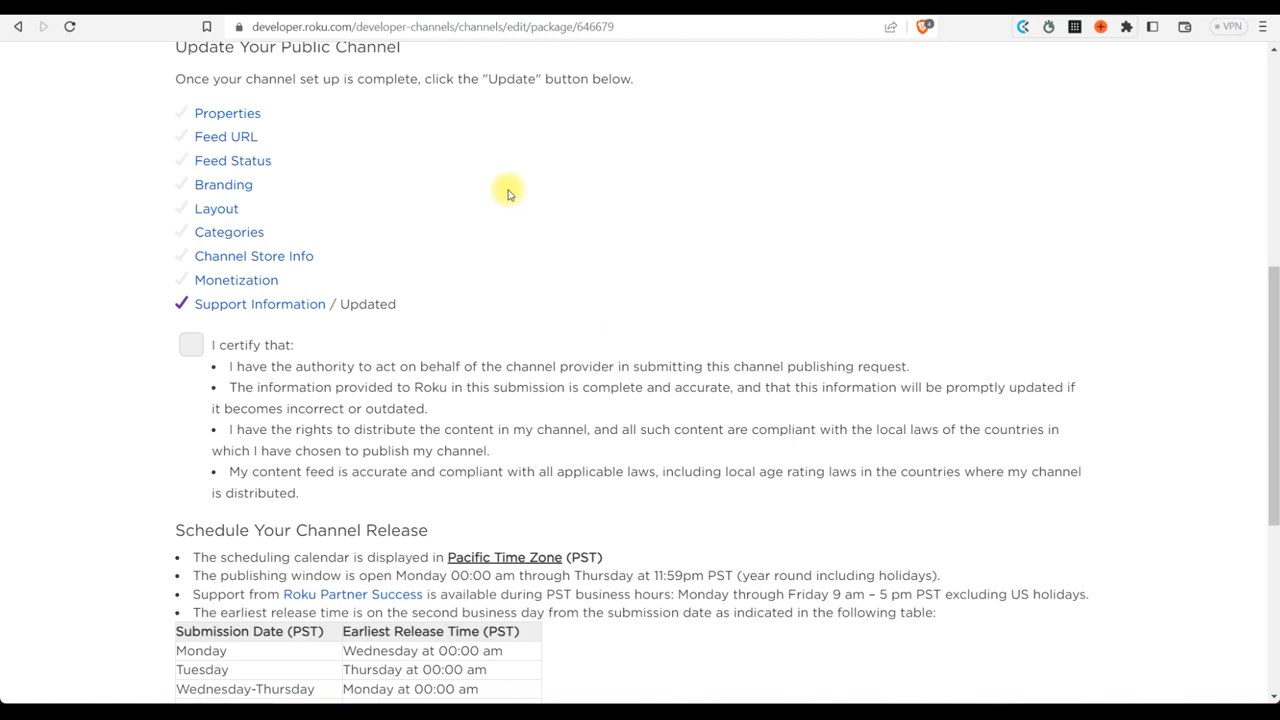 developer.roku.com/developer-channels/channels/edit/package/646679
4
VPN
Update Your Public Channel
Once your channel set up is complete, click the "Update" button below.
Properties
Feed URL
Feed Status
Branding
Layout
Categories
Channel Store Info
Monetization
Support Information / Updated
I certify that:
• I have the authority to act on behalf of the channel provider in submitting this channel publishing request.
• The information provided to Roku in this submission is complete and accurate, and that this information will be promptly updated if
it becomes incorrect or outdated.
• I have the rights to distribute the content in my channel, and all such content are compliant with the local laws of the countries in
which I have chosen to publish my channel.
• My content feed is accurate and compliant with all applicable laws, including local age rating laws in the countries where my channel
is distributed.
Schedule Your Channel Release
• The scheduling calendar is displayed in Pacific Time Zone (PST)
• The publishing window is open Monday 00:00 am through Thursday at 11:59pm PST (year round including holidays).
• Support from Roku Partner Success is available during PST business hours: Monday through Friday 9 am – 5 pm PST excluding US holidays.
• The earliest release time is on the second business day from the submission date as indicated in the following table:
Submission Date (PST) Earliest Release Time (PST)
Monday Wednesday at 00:00 am
Tuesday Thursday at 00:00 am
Wednesday-Thursday Monday at 00:00 am